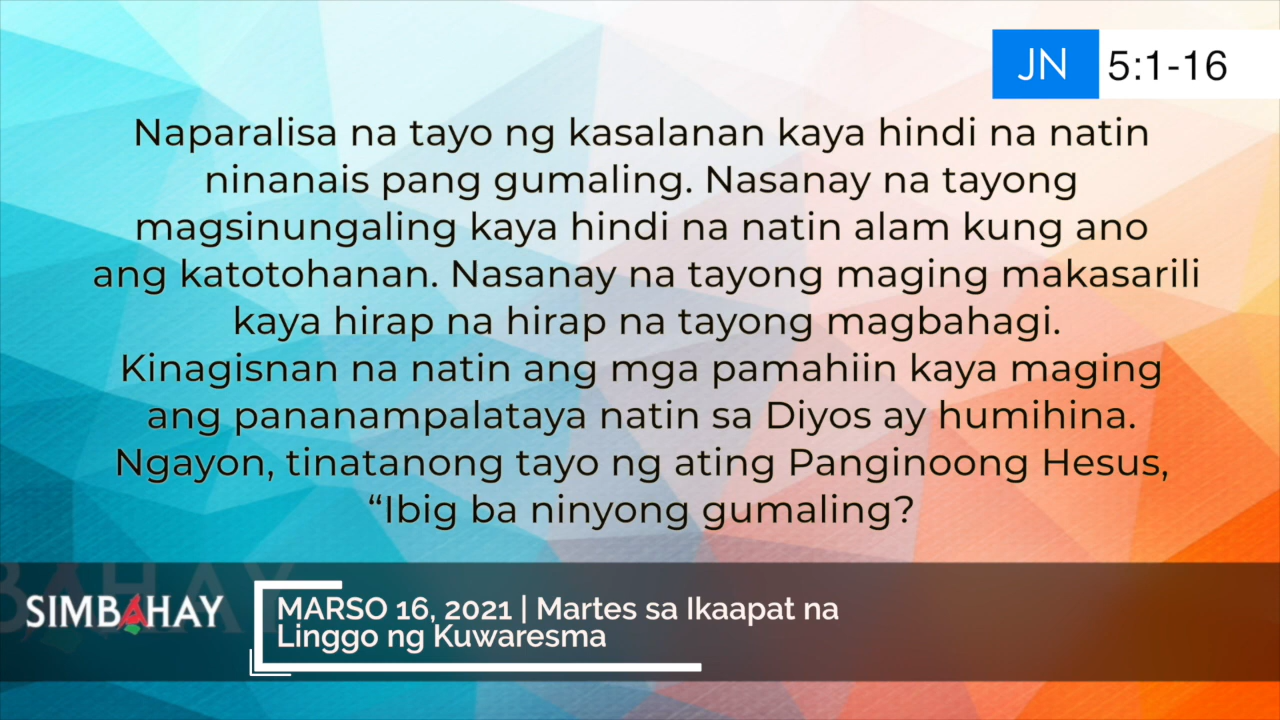 JN 5:1-16
Naparalisa na tayo ng kasalanan kaya hindi na natin
ninanais pang gumaling. Nasanay na tayong
magsinungaling kaya hindi na natin alam kung ano
ang katotohanan. Nasanay na tayong maging makasarili
kaya hirap na hirap na tayong magbahagi.
Kinagisnan na natin ang mga pamahiin kaya maging
ang pananampalataya natin sa Diyos ay humihina.
Ngayon, tinatanong tayo ng ating Panginoong Hesus,
“Ibig ba ninyong gumaling?
SIMBAHAY
MARSO 16, 2021 | Martes sa Ikaapat na
Linggo ng Kuwaresma